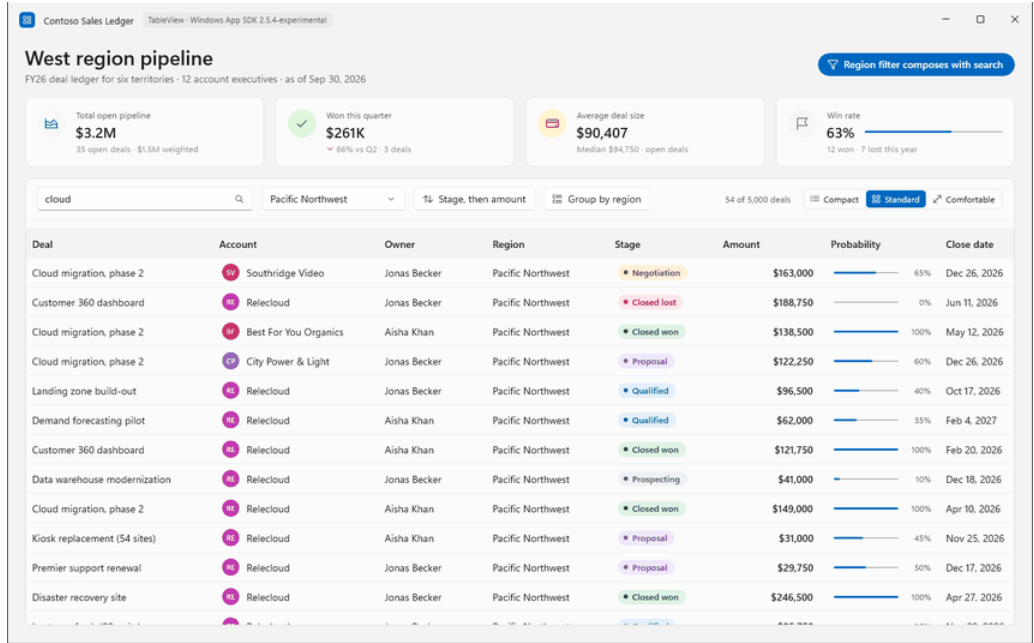 Contoso Sales Ledger TableView · Windows App SDK 2.5.4-experimental
West region pipeline
FY26 deal ledger for six territories · 12 account executives · as of Sep 30, 2026
Region filter composes with search
Total open pipeline
$3.2M
35 open deals · $1.5M weighted
Won this quarter
$261K
66% vs Q2 · 3 deals
Average deal size
$90,407
Median $94,750 · open deals
Win rate
63%
12 won · 7 lost this year
cloud Pacific Northwest Stage, then amount Group by region 54 of 5,000 deals Compact Standard Comfortable
Deal Account Owner Region Stage Amount Probability Close date
Cloud migration, phase 2 SV Southridge Video Jonas Becker Pacific Northwest Negotiation $163,000 65% Dec 26, 2026
Customer 360 dashboard RE Relecloud Jonas Becker Pacific Northwest Closed lost $188,750 0% Jun 11, 2026
Cloud migration, phase 2 BF Best For You Organics Aisha Khan Pacific Northwest Closed won $138,500 100% May 12, 2026
Cloud migration, phase 2 CP City Power & Light Jonas Becker Pacific Northwest Proposal $122,250 60% Dec 26, 2026
Landing zone build-out RE Relecloud Jonas Becker Pacific Northwest Qualified $96,500 40% Oct 17, 2026
Demand forecasting pilot RE Relecloud Aisha Khan Pacific Northwest Qualified $62,000 35% Feb 4, 2027
Customer 360 dashboard RE Relecloud Aisha Khan Pacific Northwest Closed won $121,750 100% Feb 20, 2026
Data warehouse modernization RE Relecloud Aisha Khan Pacific Northwest Prospecting $41,000 10% Dec 18, 2026
Cloud migration, phase 2 RE Relecloud Aisha Khan Pacific Northwest Closed won $149,000 100% Apr 10, 2026
Kiosk replacement (54 sites) RE Relecloud Aisha Khan Pacific Northwest Proposal $31,000 45% Nov 25, 2026
Premier support renewal RE Relecloud Jonas Becker Pacific Northwest Proposal $29,750 50% Dec 17, 2026
Disaster recovery site RE Relecloud Jonas Becker Pacific Northwest Closed won $246,500 100% Apr 27, 2026